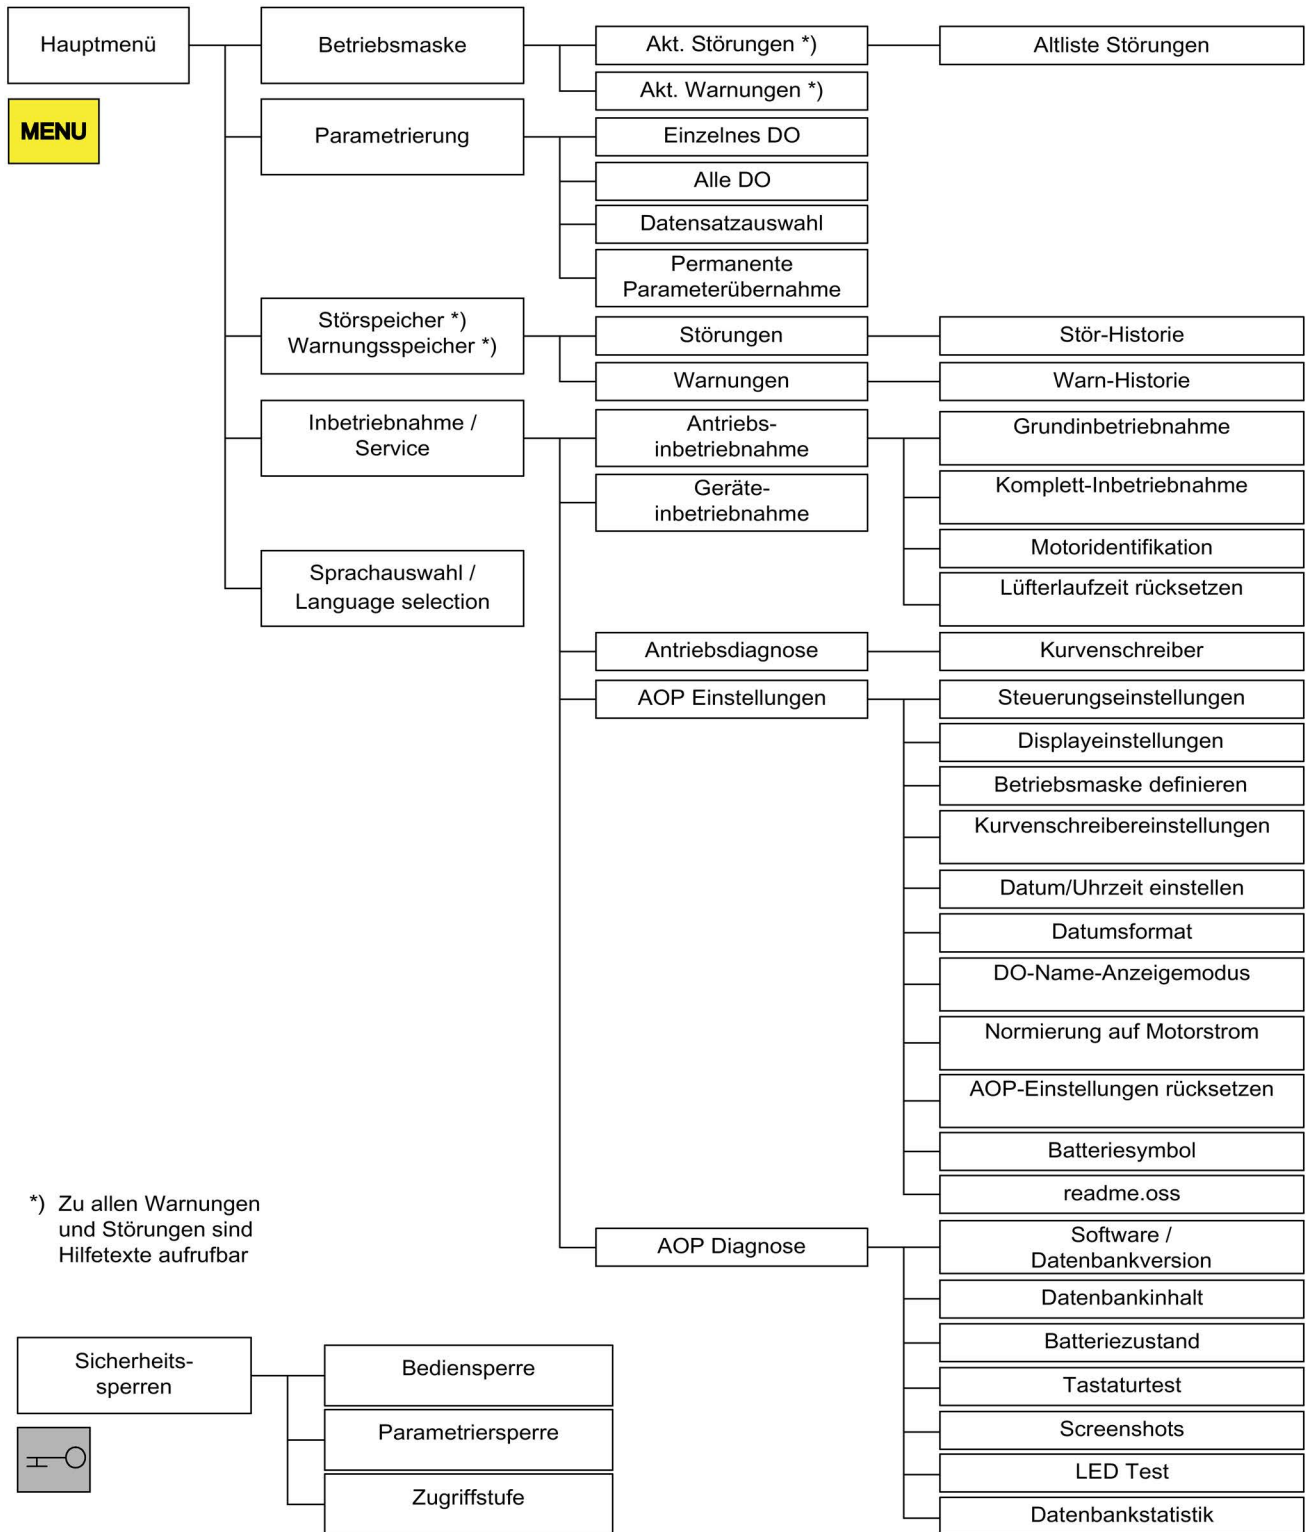 Hauptmenü
MENU
Betriebsmaske
Akt. Störungen *)
Altliste Störungen
Akt. Warnungen *)
Parametrierung
Einzelnes DO
Alle DO
Datensatzauswahl
Permanente
Parameterübernahme
Störspeicher *)
Warnungsspeicher *)
Störungen
Stör-Historie
Warnungen
Warn-Historie
Inbetriebnahme /
Service
Antriebs-
inbetriebnahme
Grundinbetriebnahme
Komplett-Inbetriebnahme
Motoridentifikation
Lüfterlaufzeit rücksetzen
Geräte-
inbetriebnahme
Antriebsdiagnose
Kurvenschreiber
AOP Einstellungen
Steuerungseinstellungen
Displayeinstellungen
Betriebsmaske definieren
Kurvenschreibereinstellungen
Datum/Uhrzeit einstellen
Datumsformat
DO-Name-Anzeigemodus
Normierung auf Motorstrom
AOP-Einstellungen rücksetzen
Batteriesymbol
readme.oss
AOP Diagnose
Software /
Datenbankversion
Datenbankinhalt
Batteriezustand
Tastaturtest
Screenshots
LED Test
Datenbankstatistik
Sprachauswahl /
Language selection
*) Zu allen Warnungen
und Störungen sind
Hilfetexte aufrufbar
Sicherheits-
sperren
Bediensperre
Parametriersperre
Zugriffstufe